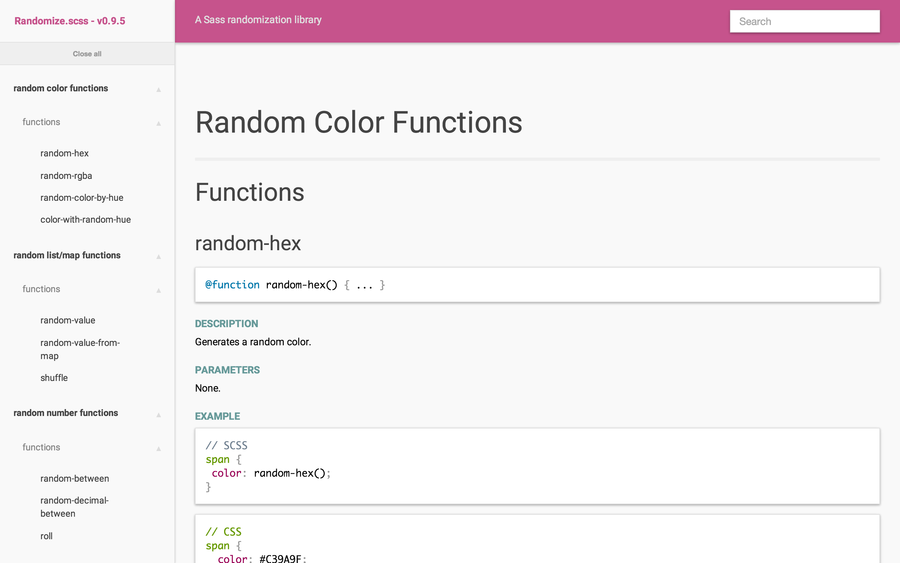 Randomize.scss - v0.9.5
Close all
random color functions
functions
random-hex
random-rgba
random-color-by-hue
color-with-random-hue
random list/map functions
functions
random-value
random-value-from-
map
shuffle
random number functions
functions
random-between
random-decimal-
between
roll
A Sass randomization library
Search
Random Color Functions
Functions
random-hex
@function random-hex() { ... }
DESCRIPTION
Generates a random color.
PARAMETERS
None.
EXAMPLE
// SCSS
span {
color: random-hex();
}
// CSS
span {
color: #C39A9F;